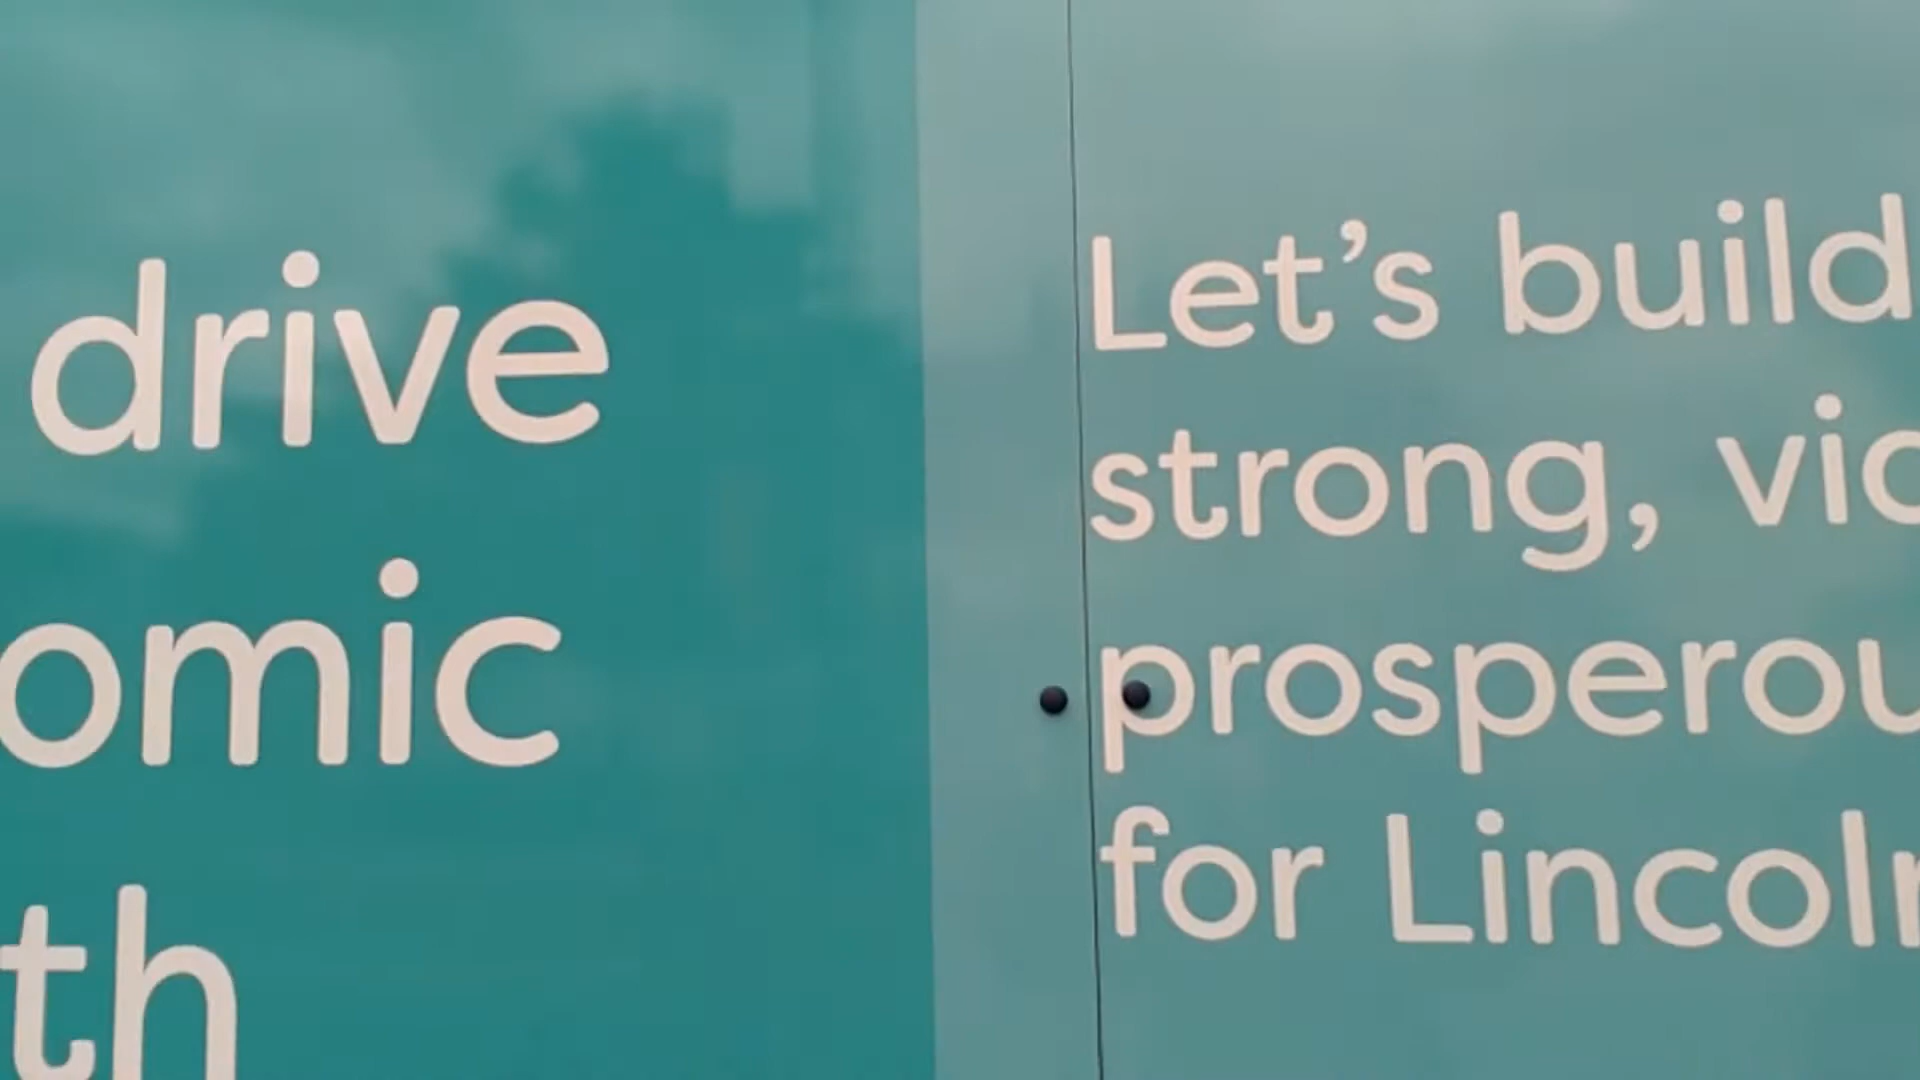 drive
omic
th
Let's build
strong, vi
prosperou
for Lincol